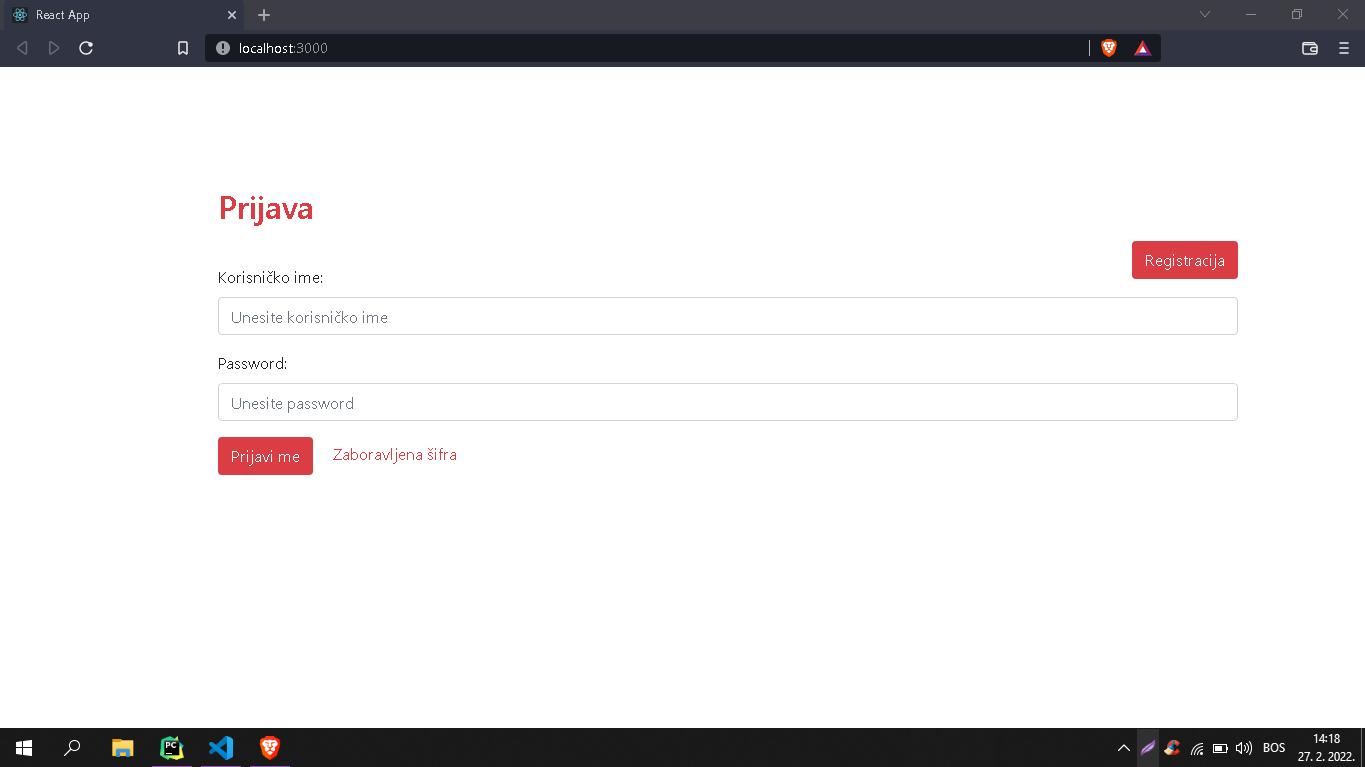 React App
localhost:3000
Prijava
Registracija
Korisničko ime:
Unesite korisničko ime
Password:
Unesite password
Prijavi me Zaboravljena šifra
PC
BOS
14:18
27. 2. 2022.